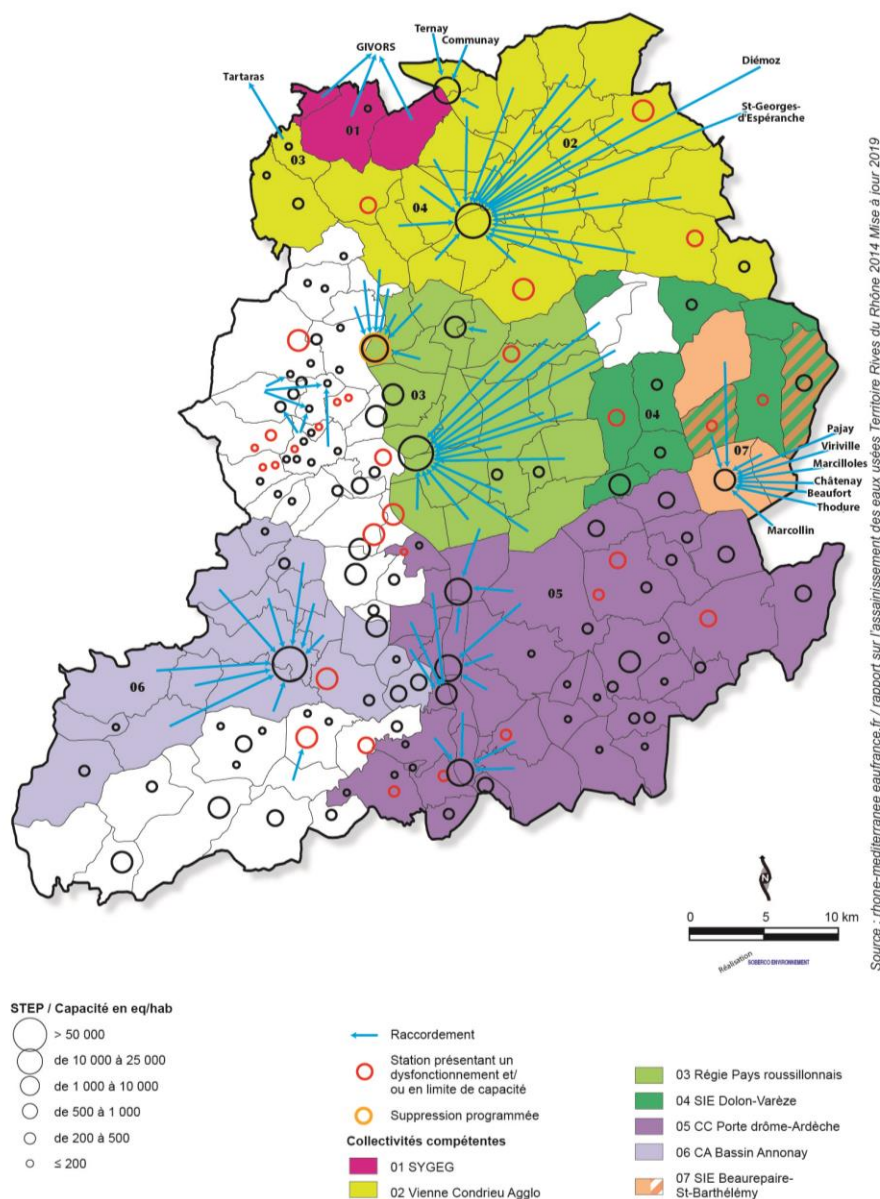 Ternay
Communay
GIVORS
Tartaras
Diémoz
St-Georges-
d'Espéranche
01
02
03
04
03
04
07
Pajay
Viriville
Marcilloles
Châtenay
Beaufort
Thodure
Marcollin
05
06
N
0 5 10 km
Réalisation SOBERCO ENVIRONNEMENT
Source : rhone-mediterranee eaufrance.fr / rapport sur l'assainissement des eaux usées Territoire Rives du Rhône 2014 Mise à jour 2019
STEP / Capacité en eq/hab
> 50 000
de 10 000 à 25 000
de 1 000 à 10 000
de 500 à 1 000
de 200 à 500
≤ 200
Raccordement
Station présentant un
dysfonctionnement et/
ou en limite de capacité
Suppression programmée
Collectivités compétentes
01 SYGEG
02 Vienne Condrieu Agglo
03 Régie Pays roussillonnais
04 SIE Dolon-Varèze
05 CC Porte drôme-Ardèche
06 CA Bassin Annonay
07 SIE Beaurepaire-
St-Barthélémy